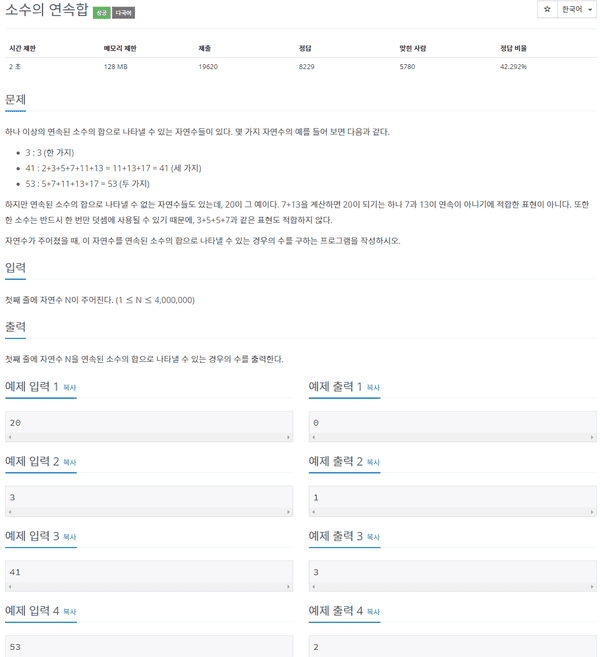 소수의 연속합 성공 다국어
☆ 한국어
시간 제한 메모리 제한 제출 정답 맞힌 사람 정답 비율
2 초 128 MB 19620 8229 5780 42.292%
문제
하나 이상의 연속된 소수의 합으로 나타낼 수 있는 자연수들이 있다. 몇 가지 자연수의 예를 들어 보면 다음과 같다.
• 3 : 3 (한 가지)
• 41 : 2+3+5+7+11+13 = 11+13+17 = 41 (세 가지)
• 53 : 5+7+11+13+17 = 53 (두 가지)
하지만 연속된 소수의 합으로 나타낼 수 없는 자연수들도 있는데, 20이 그 예이다. 7+13을 계산하면 20이 되기는 하나 7과 13이 연속이 아니기에 적합한 표현이 아니다. 또한
한 소수는 반드시 한 번만 덧셈에 사용될 수 있기 때문에, 3+5+5+7과 같은 표현도 적합하지 않다.
자연수가 주어졌을 때, 이 자연수를 연속된 소수의 합으로 나타낼 수 있는 경우의 수를 구하는 프로그램을 작성하시오.
입력
첫째 줄에 자연수 N이 주어진다. (1 ≤ N ≤ 4,000,000)
출력
첫째 줄에 자연수 N을 연속된 소수의 합으로 나타낼 수 있는 경우의 수를 출력한다.
예제 입력 1 복사 예제 출력 1 복사
20 0
예제 입력 2 복사 예제 출력 2 복사
3 1
예제 입력 3 복사 예제 출력 3 복사
41 3
예제 입력 4 복사 예제 출력 4 복사
53 2